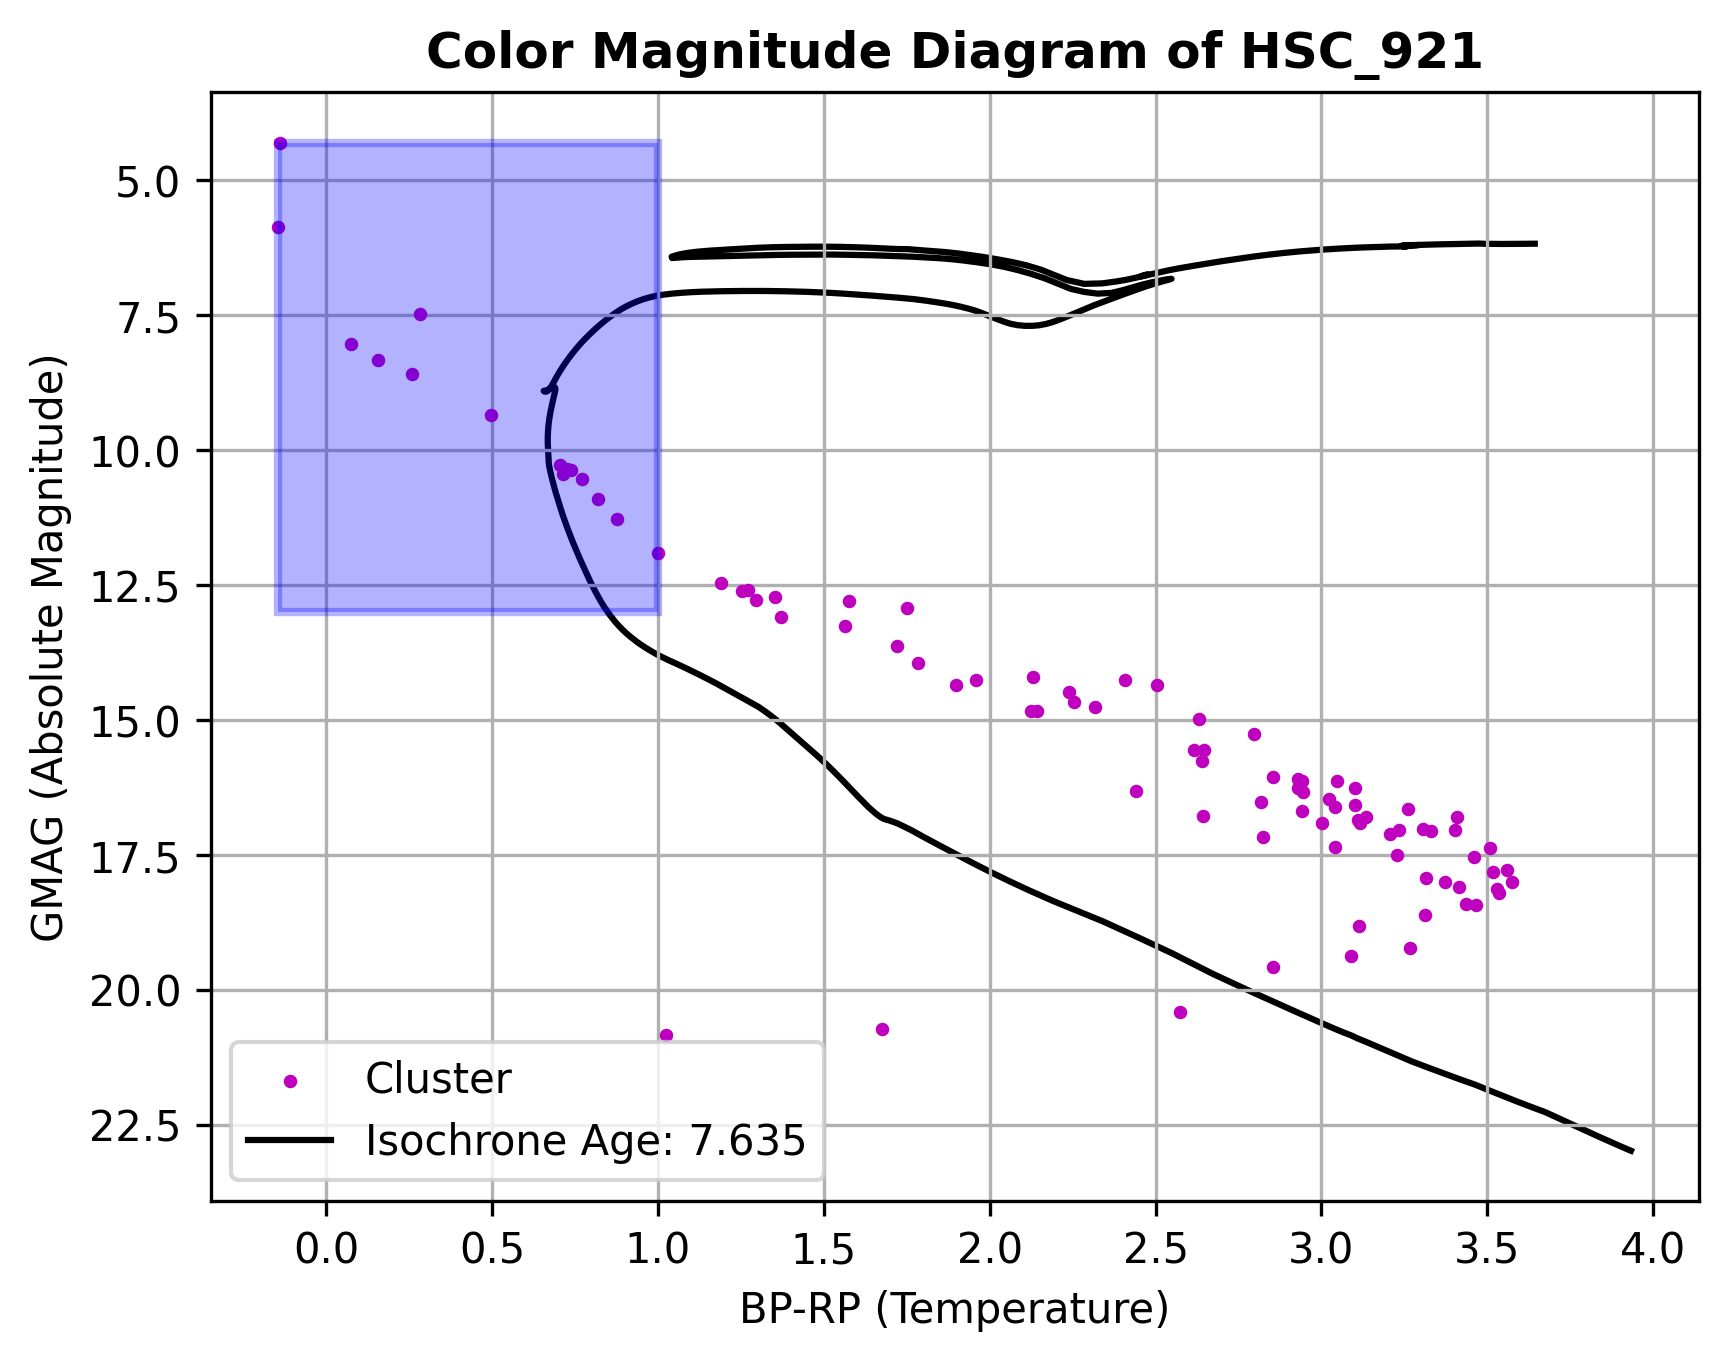 Color Magnitude Diagram of HSC_921
GMAG (Absolute Magnitude)
5.0
7.5
10.0
12.5
15.0
17.5
20.0
22.5
Cluster
Isochrone Age: 7.635
0.0 0.5 1.0 1.5 2.0 2.5 3.0 3.5 4.0
BP-RP (Temperature)